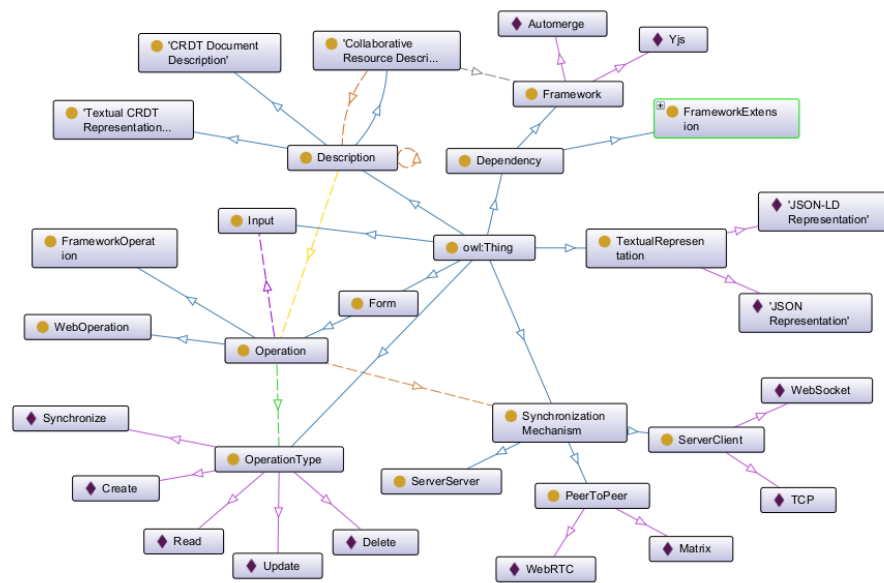 Automerge
Yjs
'CRDT Document
Description'
'Collaborative
Resource Descri...
Framework
'Textual CRDT
Representation...
FrameworkExtens
ion
Description
Dependency
Input
'JSON-LD
Representation'
FrameworkOperat
ion
owl:Thing
TextualRepresen
tation
Form
'JSON
Representation'
WebOperation
Operation
WebSocket
Synchronize
Synchronization
Mechanism
ServerClient
OperationType
ServerServer
Create
PeerToPeer
TCP
Read
Delete
Matrix
Update
WebRTC